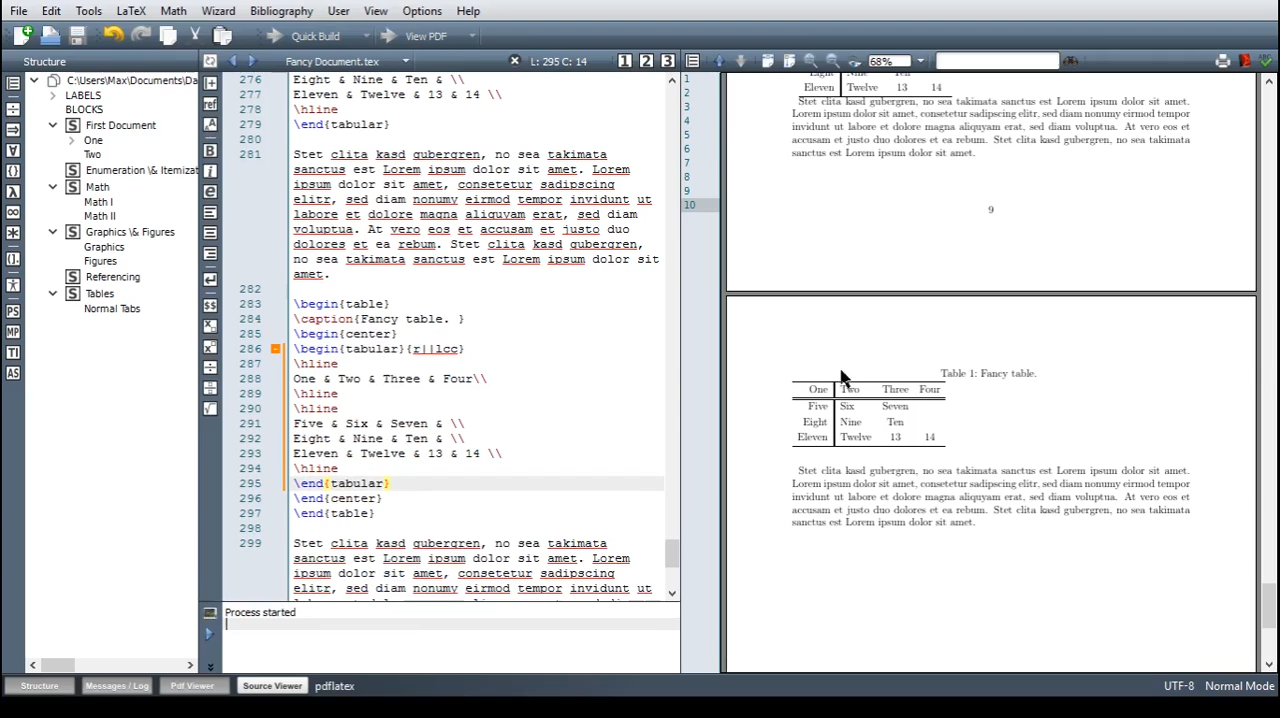 File Edit Tools LaTeX Math Wizard Bibliography User View Options Help
Quick Build View PDF
Structure Fancy Document.tex L: 295 C: 14 1 2 3 68%
C:\Users\Max\Documents\Da
LABELS
BLOCKS
First Document
One
Two
Enumeration \& Itemizat
Math
Math I
Math II
Graphics \& Figures
Graphics
Figures
Referencing
Tables
Normal Tabs
ref
PS
MP
TI
AS
276 Eight & Nine & Ten & \\
277 Eleven & Twelve & 13 & 14 \\
278 \hline
279 \end{tabular}
280
281 Stet clita kasd gubergren, no sea takimata
sanctus est Lorem ipsum dolor sit amet. Lorem
ipsum dolor sit amet, consetetur sadipscing
elitr, sed diam nonumy eirmod tempor invidunt ut
labore et dolore magna aliquyam erat, sed diam
voluptua. At vero eos et accusam et justo duo
dolores et ea rebum. Stet clita kasd gubergren,
no sea takimata sanctus est Lorem ipsum dolor sit
amet.
282
283 \begin{table}
284 \caption{Fancy table. }
285 \begin{center}
286 \begin{tabular}{r||lcc}
287 \hline
288 One & Two & Three & Four\\
289 \hline
290 \hline
291 Five & Six & Seven & \\
292 Eight & Nine & Ten & \\
293 Eleven & Twelve & 13 & 14 \\
294 \hline
295 \end{tabular}
296 \end{center}
297 \end{table}
298
299 Stet clita kasd gubergren, no sea takimata
sanctus est Lorem ipsum dolor sit amet. Lorem
ipsum dolor sit amet, consetetur sadipscing
elitr, sed diam nonumy eirmod tempor invidunt ut
Process started
1
2
3
4
5
6
7
8
9
10
Eight Nine Ten
Eleven Twelve 13 14
Stet clita kasd gubergren, no sea takimata sanctus est Lorem ipsum dolor sit amet.
Lorem ipsum dolor sit amet, consetetur sadipscing elitr, sed diam nonumy eirmod tempor
invidunt ut labore et dolore magna aliquyam erat, sed diam voluptua. At vero eos et
accusam et justo duo dolores et ea rebum. Stet clita kasd gubergren, no sea takimata
sanctus est Lorem ipsum dolor sit amet.
9
Table 1: Fancy table.
One Two Three Four
Five Six Seven
Eight Nine Ten
Eleven Twelve 13 14
Stet clita kasd gubergren, no sea takimata sanctus est Lorem ipsum dolor sit amet.
Lorem ipsum dolor sit amet, consetetur sadipscing elitr, sed diam nonumy eirmod tempor
invidunt ut labore et dolore magna aliquyam erat, sed diam voluptua. At vero eos et
accusam et justo duo dolores et ea rebum. Stet clita kasd gubergren, no sea takimata
sanctus est Lorem ipsum dolor sit amet.
Structure Messages / Log Pdf Viewer Source Viewer pdflatex UTF-8 Normal Mode